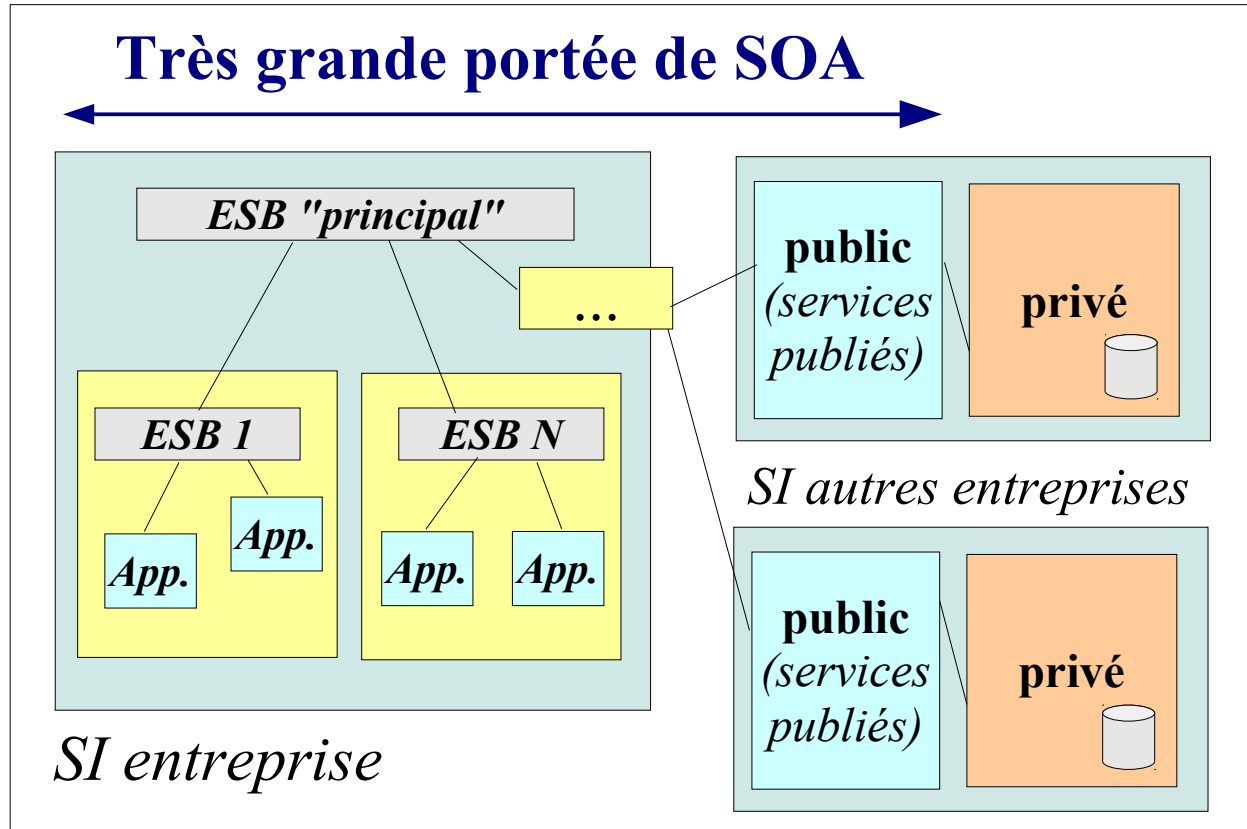 Très grande portée de SOA
ESB "principal"
...
ESB 1
App.
App.
ESB N
App.
App.
SI entreprise
public
(services
publiés)
privé
SI autres entreprises
public
(services
publiés)
privé